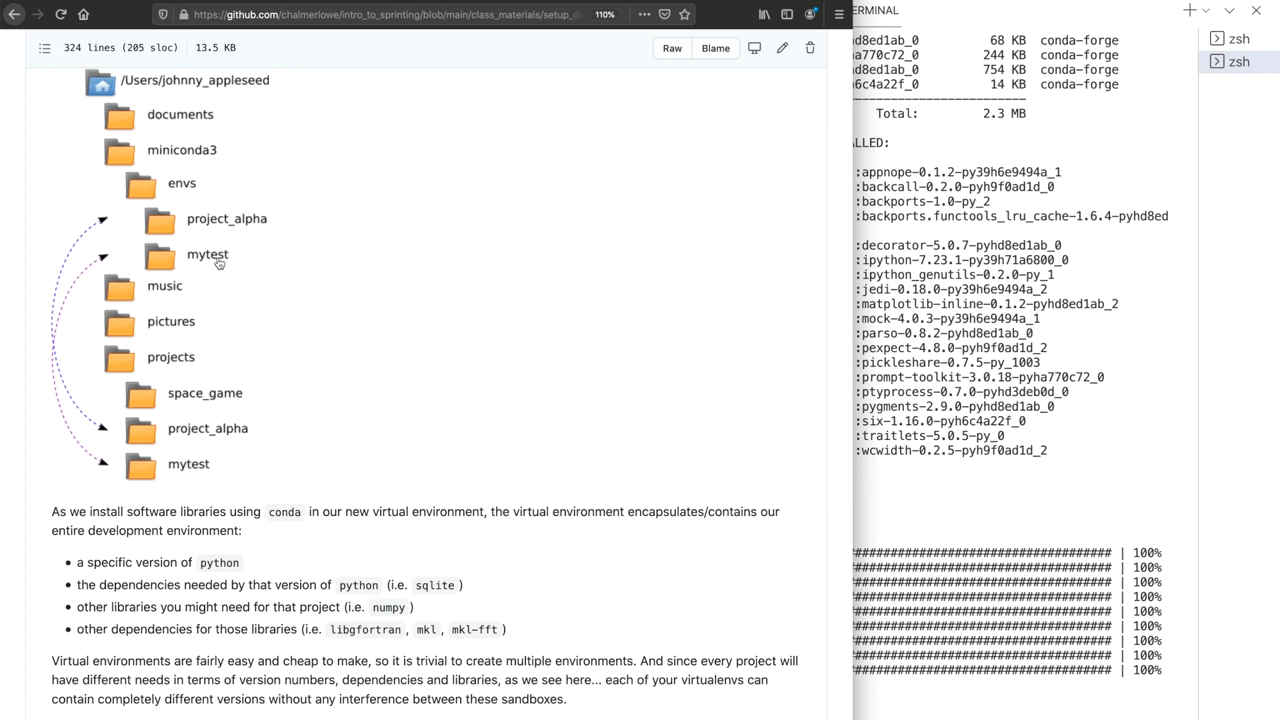 https://github.com/chalmerlowe/intro_to_sprinting/blob/main/class_materials/setup_d
110%
324 lines (205 sloc)
13.5 KB
Raw
Blame
/Users/johnny_appleseed
documents
miniconda3
envs
project_alpha
mytest
music
pictures
projects
space_game
project_alpha
mytest
As we install software libraries using conda in our new virtual environment, the virtual environment encapsulates/contains our
entire development environment:
• a specific version of python
• the dependencies needed by that version of python (i.e. sqlite )
• other libraries you might need for that project (i.e. numpy )
• other dependencies for those libraries (i.e. libgfortran , mkl , mkl-fft )
Virtual environments are fairly easy and cheap to make, so it is trivial to create multiple environments. And since every project will
have different needs in terms of version numbers, dependencies and libraries, as we see here... each of your virtualenvs can
contain completely different versions without any interference between these sandboxes.
ERMINAL
zsh
zsh
d8ed1ab_0 68 KB conda-forge
a770c72_0 244 KB conda-forge
d8ed1ab_0 754 KB conda-forge
6c4a22f_0 14 KB conda-forge
------------------------
Total: 2.3 MB
LLED:
:appnope-0.1.2-py39h6e9494a_1
:backcall-0.2.0-pyh9f0ad1d_0
:backports-1.0-py_2
:backports.functools_lru_cache-1.6.4-pyhd8ed
:decorator-5.0.7-pyhd8ed1ab_0
:ipython-7.23.1-py39h71a6800_0
:ipython_genutils-0.2.0-py_1
:jedi-0.18.0-py39h6e9494a_2
:matplotlib-inline-0.1.2-pyhd8ed1ab_2
:mock-4.0.3-py39h6e9494a_1
:parso-0.8.2-pyhd8ed1ab_0
:pexpect-4.8.0-pyh9f0ad1d_2
:pickleshare-0.7.5-py_1003
:prompt-toolkit-3.0.18-pyha770c72_0
:ptyprocess-0.7.0-pyhd3deb0d_0
:pygments-2.9.0-pyhd8ed1ab_0
:six-1.16.0-pyh6c4a22f_0
:traitlets-5.0.5-py_0
:wcwidth-0.2.5-pyh9f0ad1d_2
################################### | 100%
################################### | 100%
################################### | 100%
################################### | 100%
################################### | 100%
################################### | 100%
################################### | 100%
################################### | 100%
################################### | 100%